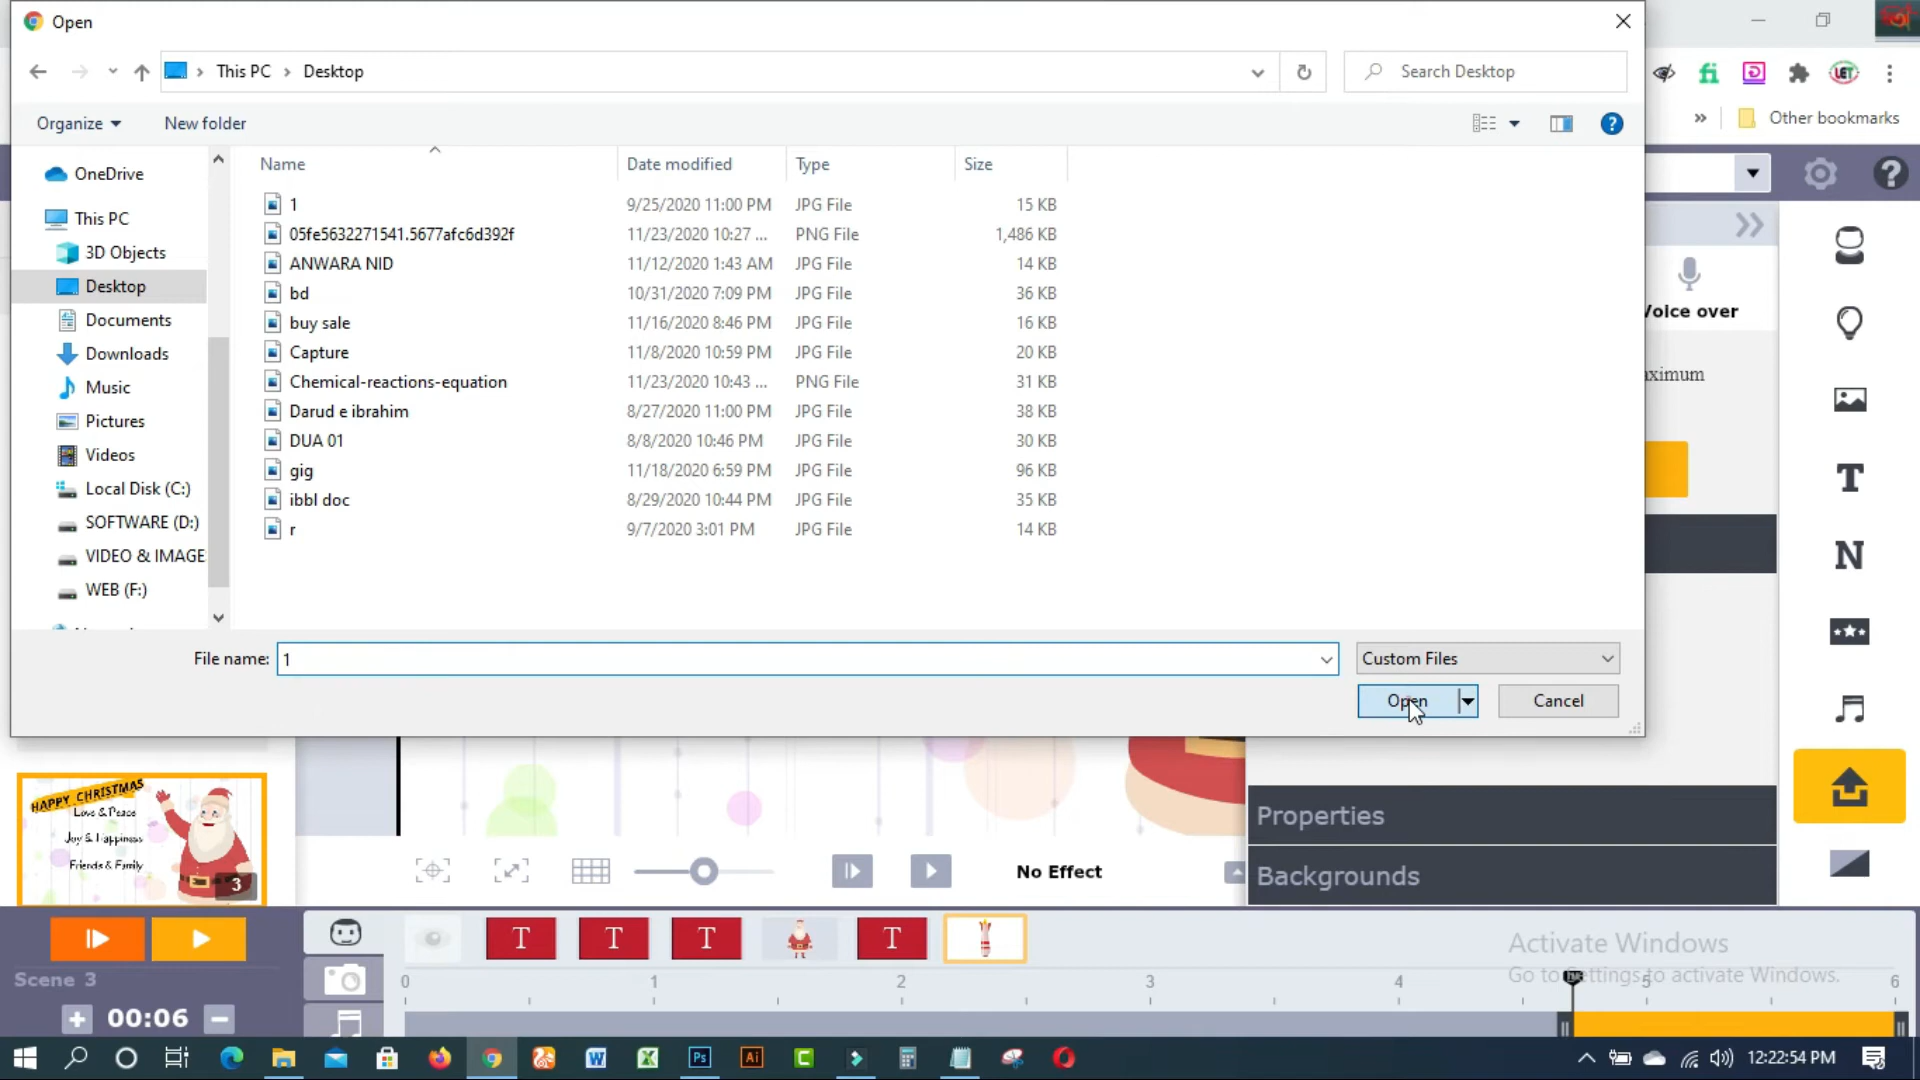 Open
This PC
Desktop
Search Desktop
Other bookmarks
Organize
New folder
Name
Date modified
Type
Size
OneDrive
This PC
3D Objects
Desktop
Documents
Downloads
Music
Pictures
Videos
Local Disk (C:)
SOFTWARE (D:)
VIDEO & IMAGE
WEB (F:)
1 9/25/2020 11:00 PM JPG File 15 KB
05fe5632271541.5677afc6d392f 11/23/2020 10:27 ... PNG File 1,486 KB
ANWARA NID 11/12/2020 1:43 AM JPG File 14 KB
bd 10/31/2020 7:09 PM JPG File 36 KB
buy sale 11/16/2020 8:46 PM JPG File 16 KB
Capture 11/8/2020 10:59 PM JPG File 20 KB
Chemical-reactions-equation 11/23/2020 10:43 ... PNG File 31 KB
Darud e ibrahim 8/27/2020 11:00 PM JPG File 38 KB
DUA 01 8/8/2020 10:46 PM JPG File 30 KB
gig 11/18/2020 6:59 PM JPG File 96 KB
ibbl doc 8/29/2020 10:44 PM JPG File 35 KB
r 9/7/2020 3:01 PM JPG File 14 KB
File name: 1
Custom Files
Open
Cancel
Voice over
T
N
HAPPY CHRISTMAS
Love & Peace
Joy & Happiness
Friends & Family
3
No Effect
Properties
Backgrounds
T T T T
Scene 3
00:06
0 1 2 3 4 5 6
Activate Windows
Go to Settings to activate Windows.
12:22:54 PM